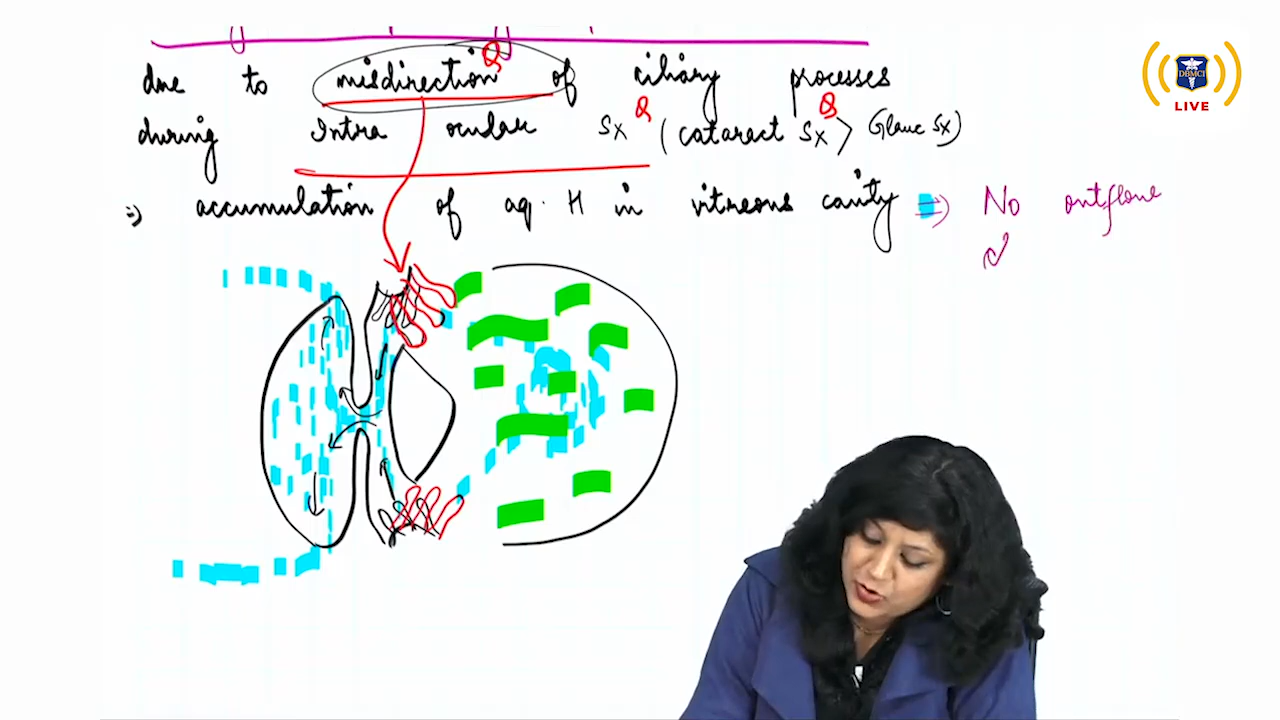 DBMCI
LIVE
due to misdirection Q of ciliary processes
during Intra ocular Sx Q (cataract Sx Q > Glauc Sx)
⇒ accumulation of aq. H in vitreous cavity ⇒ No outflow